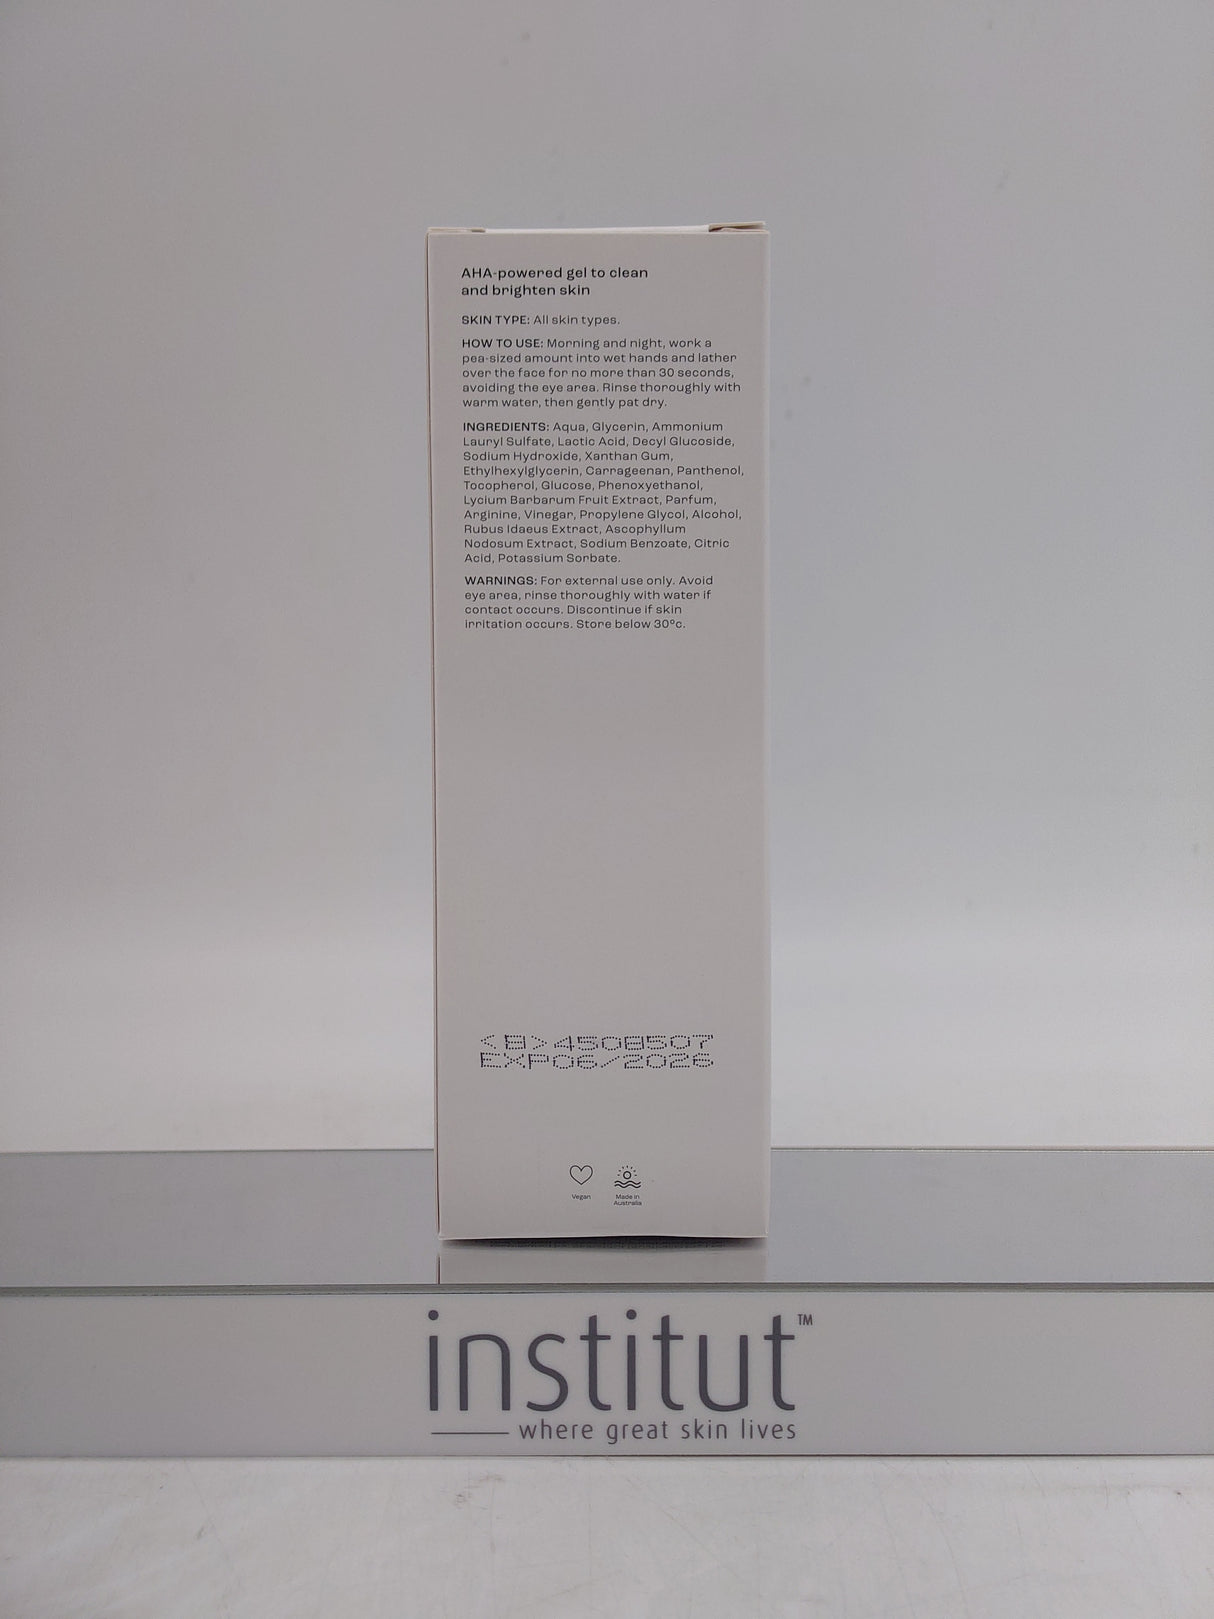 AHA-powered gel to clean
and brighten skin
SKIN TYPE: All skin types.
HOW TO USE: Morning and night, work a
pea-sized amount into wet hands and lather
over the face for no more than 30 seconds,
avoiding the eye area. Rinse thoroughly with
warm water, then gently pat dry.
INGREDIENTS: Aqua, Glycerin, Ammonium
Lauryl Sulfate, Lactic Acid, Decyl Glucoside,
Sodium Hydroxide, Xanthan Gum,
Ethylhexylglycerin, Carrageenan, Panthenol,
Tocopherol, Glucose, Phenoxyethanol,
Lycium Barbarum Fruit Extract, Parfum,
Arginine, Vinegar, Propylene Glycol, Alcohol,
Rubus Idaeus Extract, Ascophyllum
Nodosum Extract, Sodium Benzoate, Citric
Acid, Potassium Sorbate.
WARNINGS: For external use only. Avoid
eye area, rinse thoroughly with water if
contact occurs. Discontinue if skin
irritation occurs. Store below 30ºc.
<B>4508507
EXP06/2026
Vegan
Made in
Australia
institut™
where great skin lives